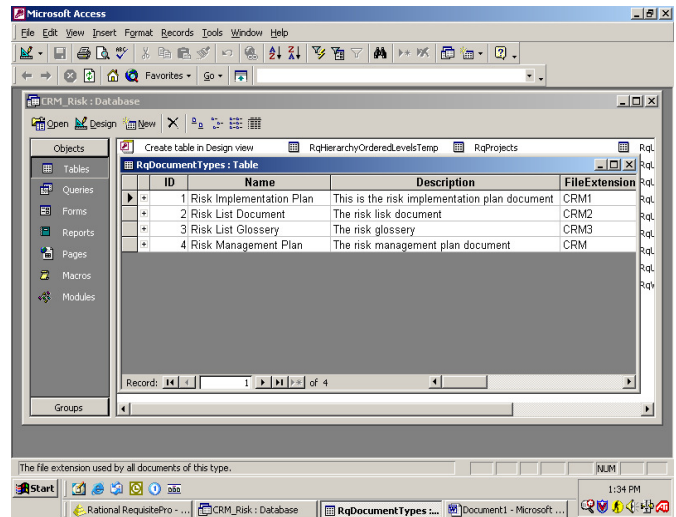 Microsoft Access
File Edit View Insert Format Records Tools Window Help
Favorites Go
CRM_Risk : Database
Open Design New
Objects
Create table in Design view RqHierarchyOrderedLevelsTemp RqProjects
Tables
Queries
Forms
Reports
Pages
Macros
Modules
Groups
RqDocumentTypes : Table
ID Name Description FileExtension
1 Risk Implementation Plan This is the risk implementation plan document CRM1
2 Risk List Document The risk lisk document CRM2
3 Risk List Glossery The risk glossery CRM3
4 Risk Management Plan The risk management plan document CRM
Record: 1 of 4
The file extension used by all documents of this type. NUM
Start 1:34 PM
Rational RequisitePro - ... CRM_Risk : Database RqDocumentTypes :... Document1 - Microsoft ...